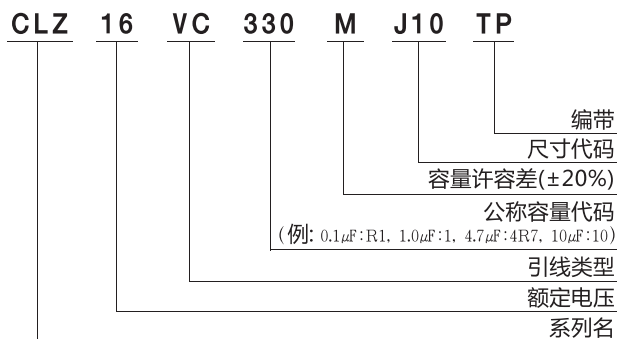 CLZ 16 VC 330 M J10 TP
编带
尺寸代码
容量许容差(±20%)
公称容量代码
(例: 0.1μF:R1, 1.0μF:1, 4.7μF:4R7, 10μF:10)
引线类型
额定电压
系列名